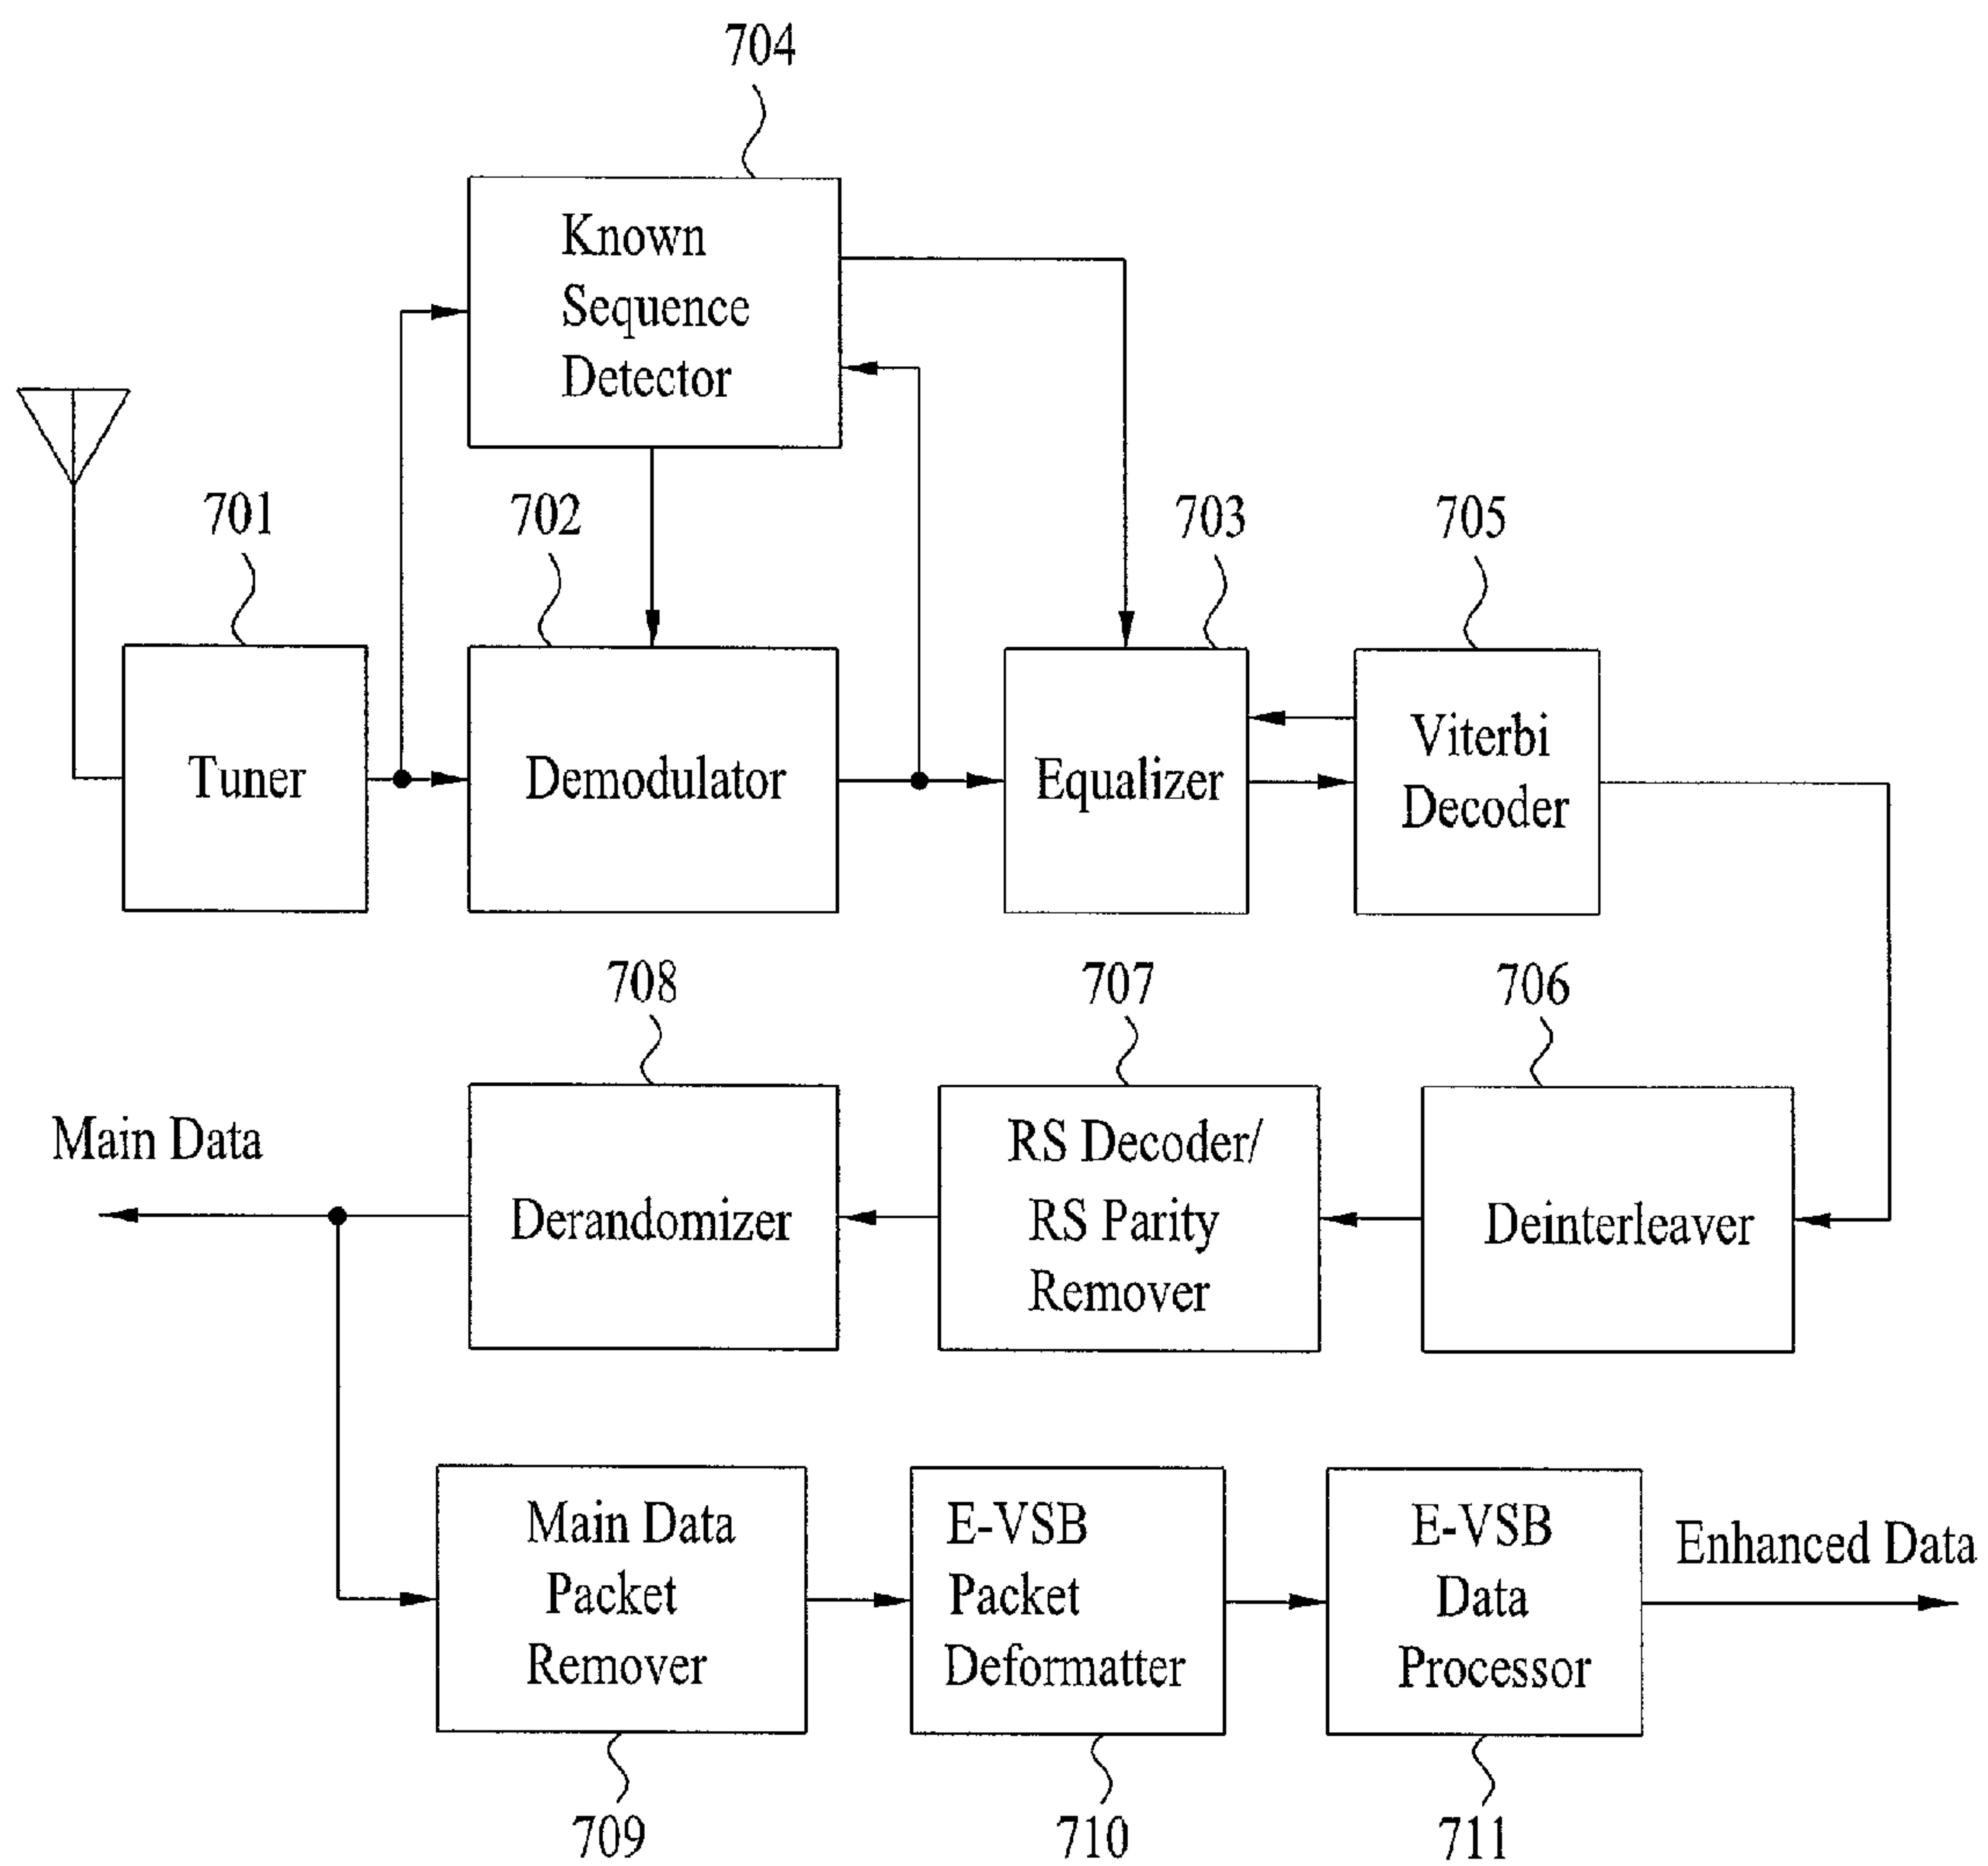 704
Known
Sequence
Detector
701
702
703
705
Tuner
Demodulator
Equalizer
Viterbi
Decoder
708
707
706
Main Data
Derandomizer
RS Decoder/
RS Parity
Remover
Deinterleaver
Main Data
Packet
Remover
E-VSB
Packet
Deformatter
E-VSB
Data
Processor
Enhanced Data
709
710
711